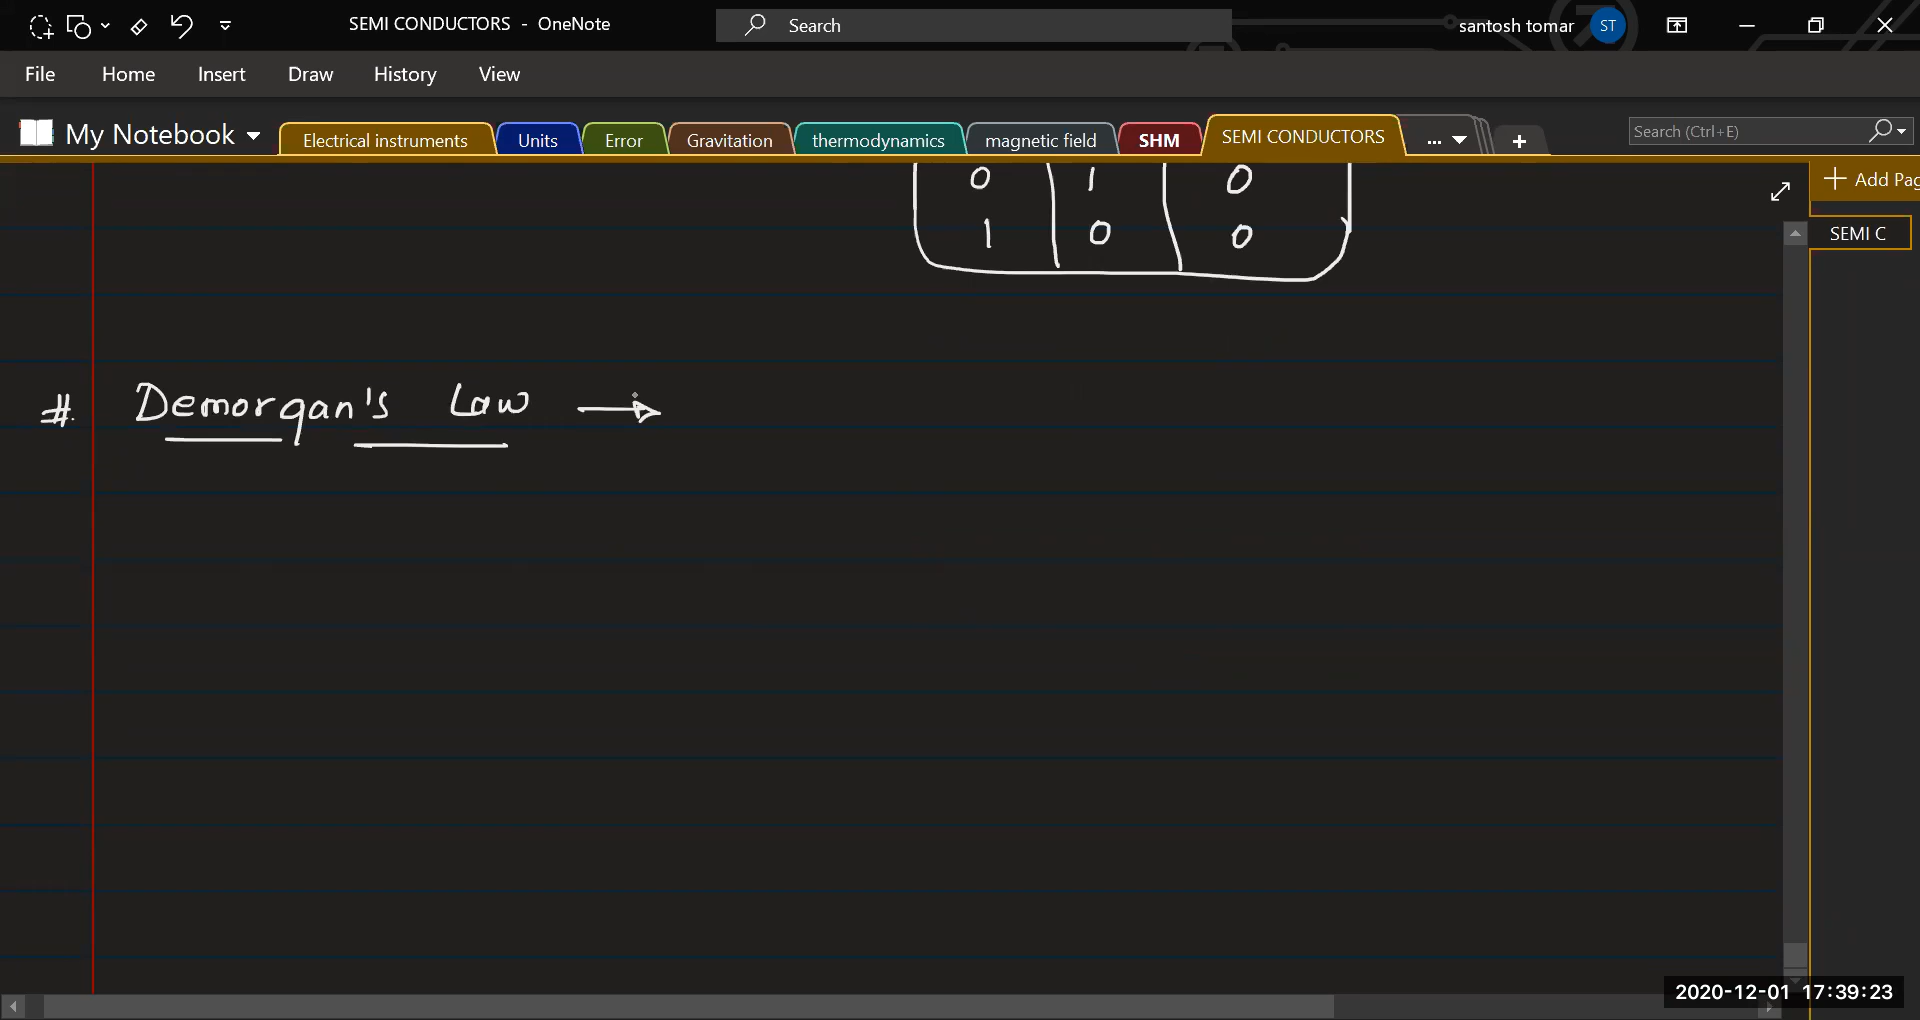 SEMI CONDUCTORS - OneNote
Search
santosh tomar ST
File Home Insert Draw History View
My Notebook
Electrical instruments Units Error Gravitation thermodynamics magnetic field SHM SEMI CONDUCTORS ... +
Search (Ctrl+E)
+ Add Pag
SEMI C
0 1 0
1 0 0
#. Demorgan's Law →
2020-12-01 17:39:23